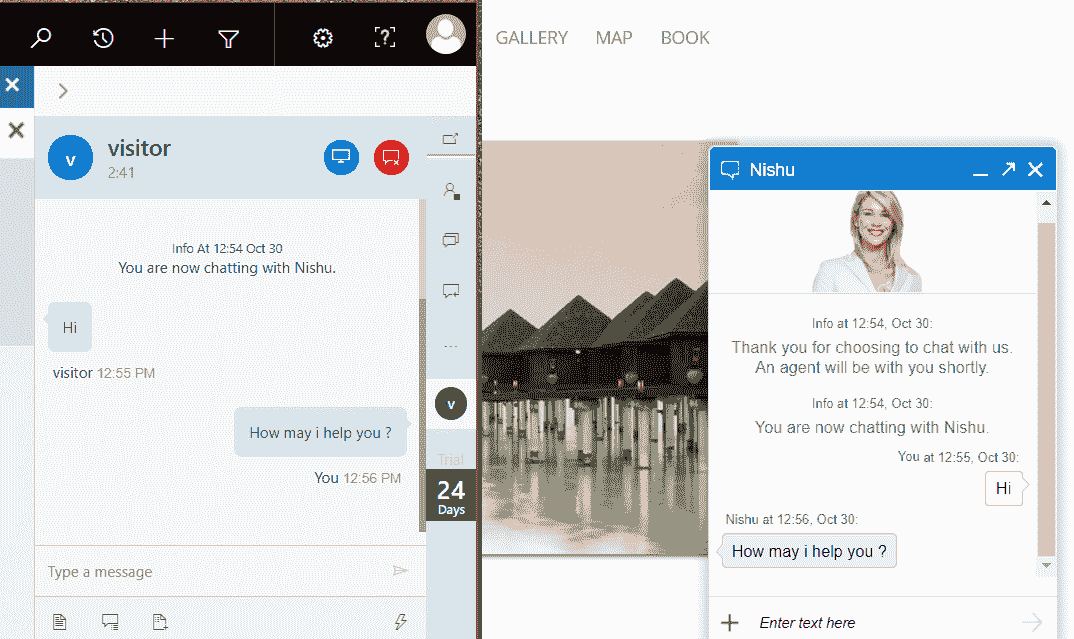 GALLERY MAP BOOK
v
visitor
2:41
Info At 12:54 Oct 30
You are now chatting with Nishu.
Hi
visitor 12:55 PM
How may i help you ?
You 12:56 PM
v
Trial
24
Days
Type a message
Nishu
Info at 12:54, Oct 30:
Thank you for choosing to chat with us.
An agent will be with you shortly.
Info at 12:54, Oct 30:
You are now chatting with Nishu.
You at 12:55, Oct 30:
Hi
Nishu at 12:56, Oct 30:
How may i help you ?
Enter text here